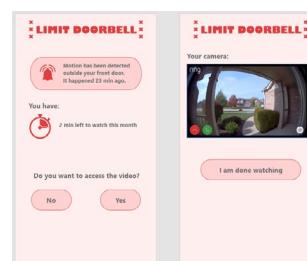 LIMIT DOORBELL
Motion has been detected
outside your front door.
It happened 23 min ago.
You have:
2 min left to watch this month
Do you want to access the video?
No
Yes
LIMIT DOORBELL
Your camera:
ring
I am done watching